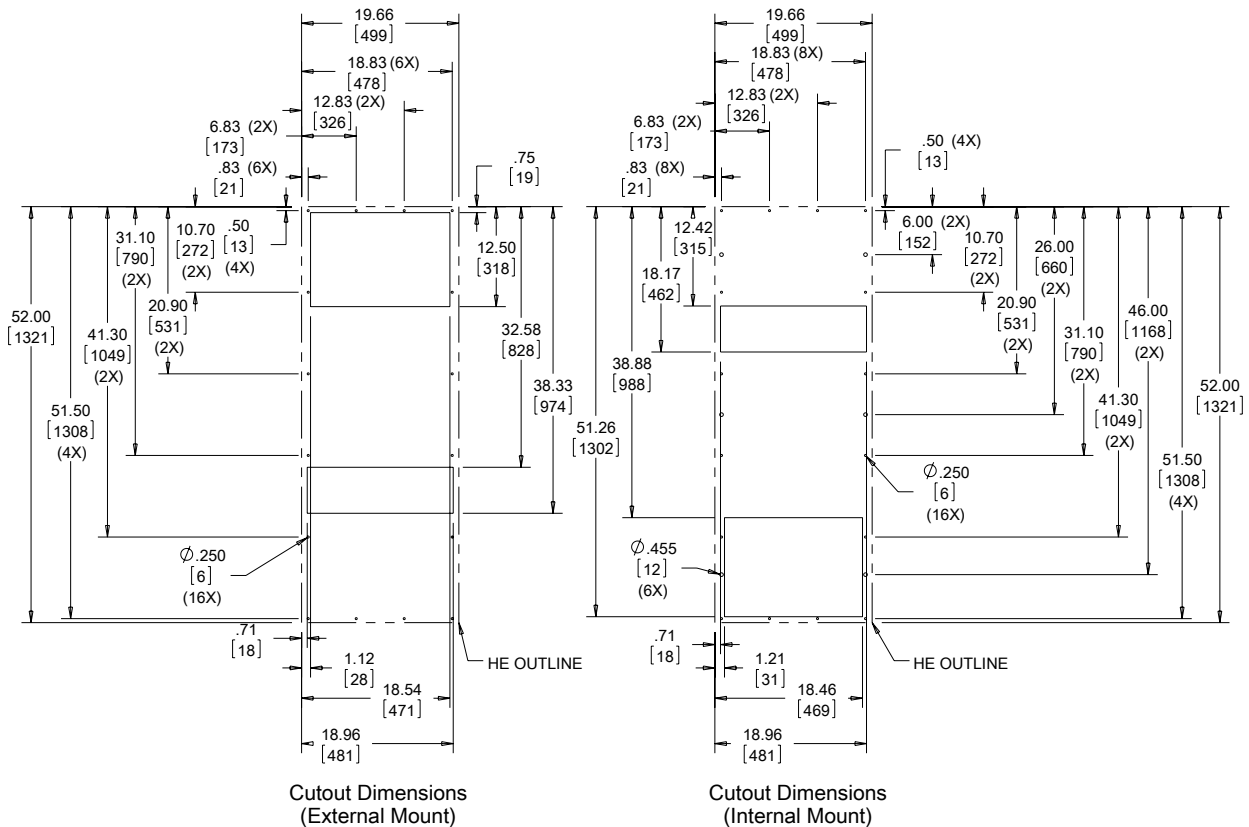 19.66
[499]
18.83 (6X)
[478]
12.83 (2X)
[326]
6.83 (2X)
[173]
.83 (6X)
[21]
.75
[19]
31.10
[790]
(2X)
10.70
[272]
(2X)
.50
[13]
(4X)
12.50
[318]
52.00
[1321]
41.30
[1049]
(2X)
20.90
[531]
(2X)
32.58
[828]
38.33
[974]
51.50
[1308]
(4X)
Ø.250
[6]
(16X)
.71
[18]
1.12
[28]
HE OUTLINE
18.54
[471]
18.96
[481]
Cutout Dimensions
(External Mount)
19.66
[499]
18.83 (8X)
[478]
12.83 (2X)
[326]
6.83 (2X)
[173]
.83 (8X)
[21]
.50 (4X)
[13]
12.42
[315]
6.00 (2X)
[152]
10.70
[272]
(2X)
26.00
[660]
(2X)
18.17
[462]
20.90
[531]
(2X)
46.00
[1168]
(2X)
31.10
[790]
(2X)
38.88
[988]
52.00
[1321]
41.30
[1049]
(2X)
51.26
[1302]
51.50
[1308]
(4X)
Ø.250
[6]
(16X)
Ø.455
[12]
(6X)
.71
[18]
1.21
[31]
HE OUTLINE
18.46
[469]
18.96
[481]
Cutout Dimensions
(Internal Mount)